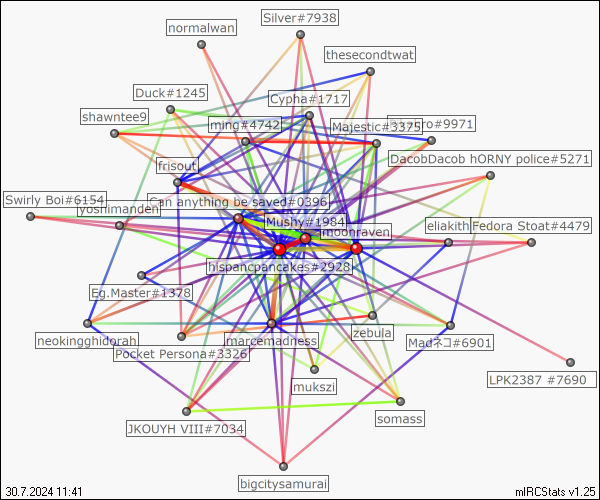 Silver#7938
normalwan
thesecondtwat
Duck#1245
Cypha#1717
shawntee9
ming#4742
Majestic#3375
#9971
DacobDacob hORNY police#5271
frisout
Swirly Boi#6154
yoshimanden
Can anything be saved#0396
Mushy#1984
moonraven
eliakith
Fedora Stoat#4479
hispancpancakes#2928
Eg.Master#1378
neokingghidorah
marcemadness
zebula
Madネコ#6901
Pocket Persona#3326
LPK2387 #7690
mukszi
somass
JKOUYH VIII#7034
bigcitysamurai
30.7.2024 11:41
mIRCStats v1.25